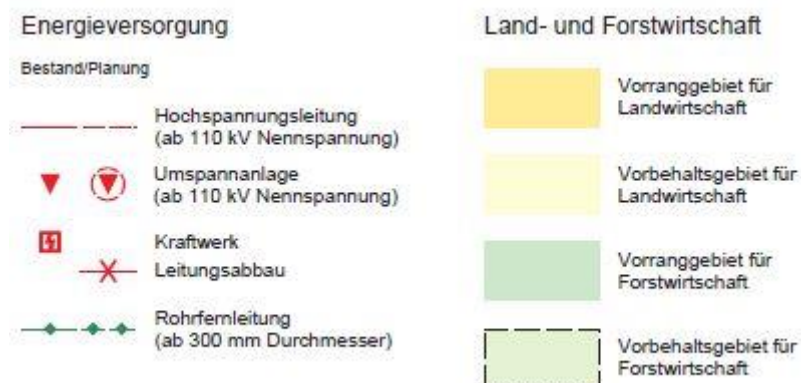 Energieversorgung
Bestand/Planung
Hochspannungsleitung
(ab 110 kV Nennspannung)
Umspannanlage
(ab 110 kV Nennspannung)
Kraftwerk
Leitungsabbau
Rohrfernleitung
(ab 300 mm Durchmesser)
Land- und Forstwirtschaft
Vorranggebiet für
Landwirtschaft
Vorbehaltsgebiet für
Landwirtschaft
Vorranggebiet für
Forstwirtschaft
Vorbehaltsgebiet für
Forstwirtschaft